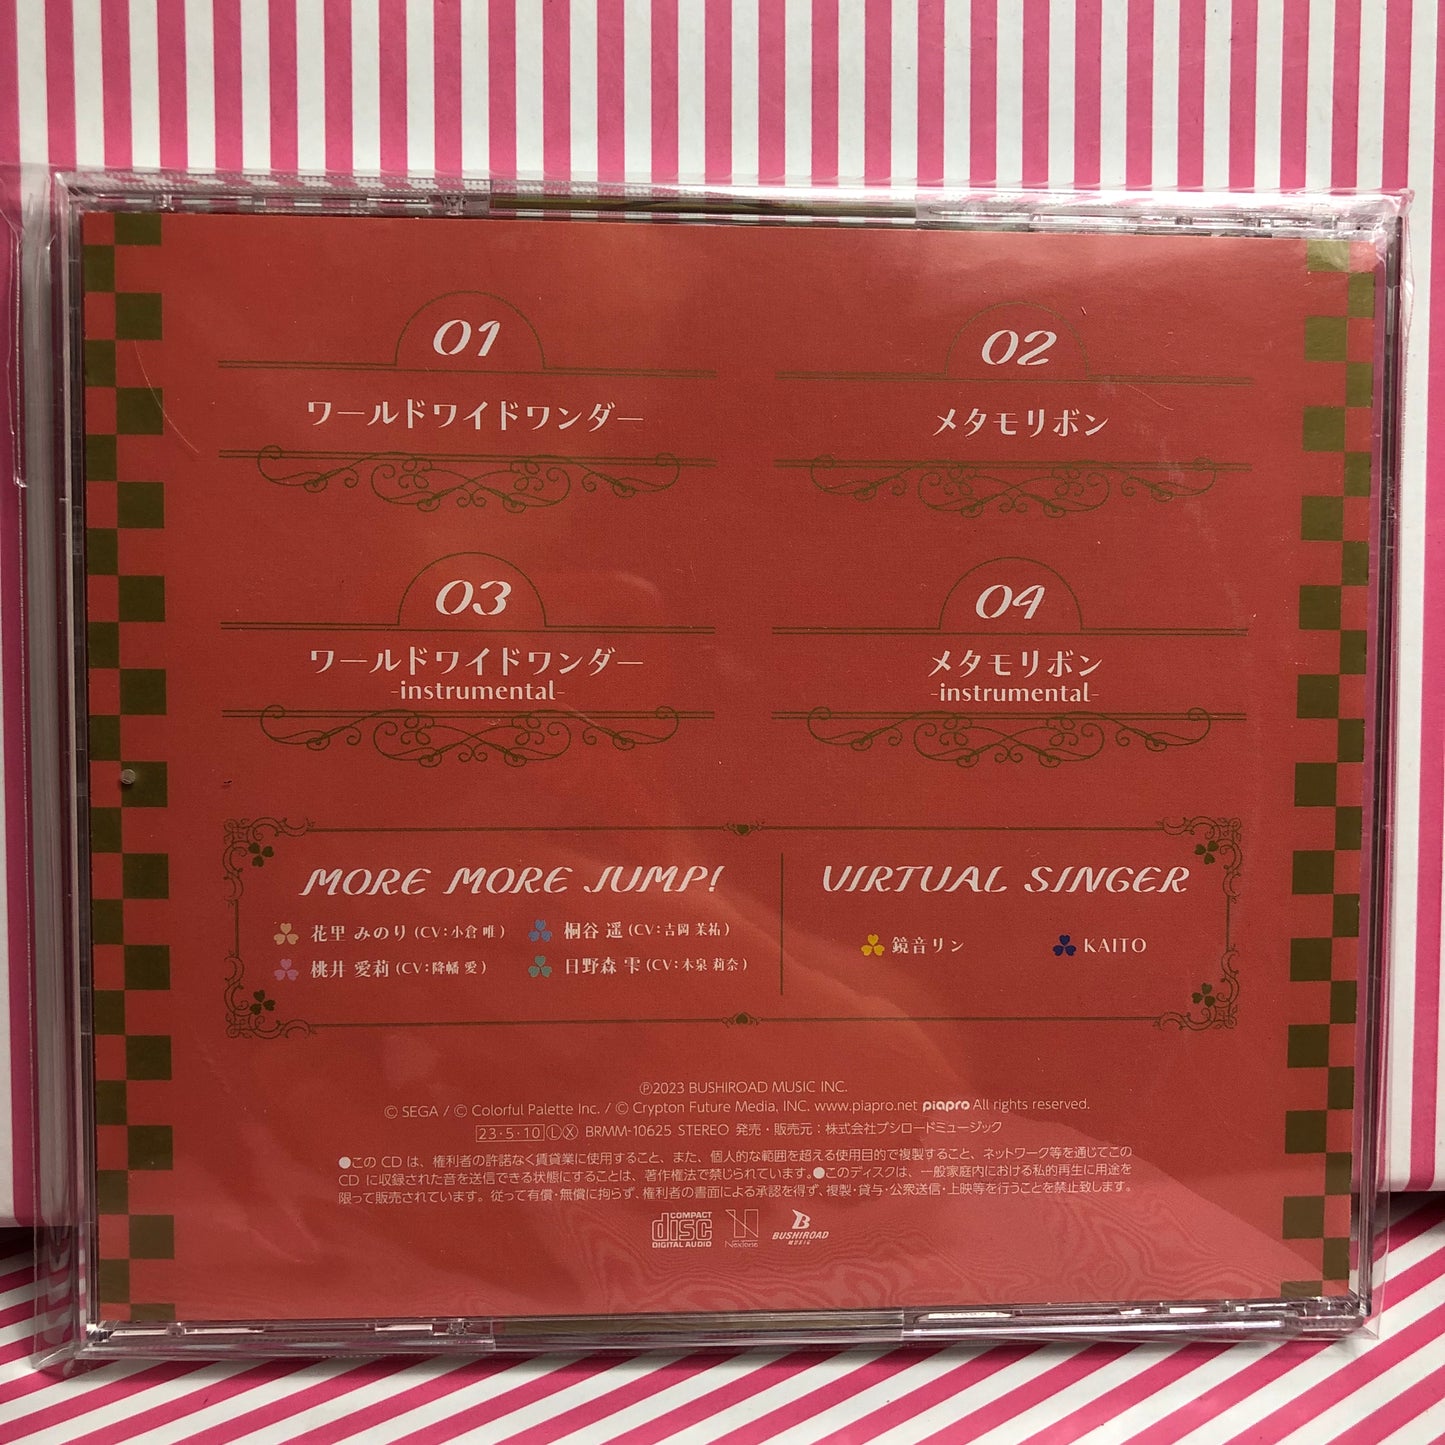 01
ワールドワイドワンダー
02
メタモリボン
03
ワールドワイドワンダー
-instrumental-
04
メタモリボン
-instrumental-
MORE MORE JUMP!
花里 みのり (CV:小倉 唯) 桐谷 遥 (CV:吉岡 茉祐)
桃井 愛莉 (CV:降幡 愛) 日野森 雫 (CV:本泉 莉奈)
VIRTUAL SINGER
鏡音リン KAITO
Ⓟ2023 BUSHIROAD MUSIC INC.
© SEGA / © Colorful Palette Inc. / © Crypton Future Media, INC. www.piapro.net piapro All rights reserved.
23・5・10 Ⓛ Ⓧ BRMM-10625 STEREO 発売・販売元:株式会社ブシロードミュージック
●この CD は、権利者の許諾なく賃貸業に使用すること、また、個人的な範囲を超える使用目的で複製すること、ネットワーク等を通じてこの
CD に収録された音を送信できる状態にすることは、著作権法で禁じられています。●このディスクは、一般家庭内における私的再生に用途を
限って販売されています。従って有償・無償に拘らず、権利者の書面による承認を得ず、複製・貸与・公衆送信・上映等を行うことを禁止致します。
COMPACT
disc
DIGITAL AUDIO
N
NexTone
B
BUSHIROAD
MUSIC